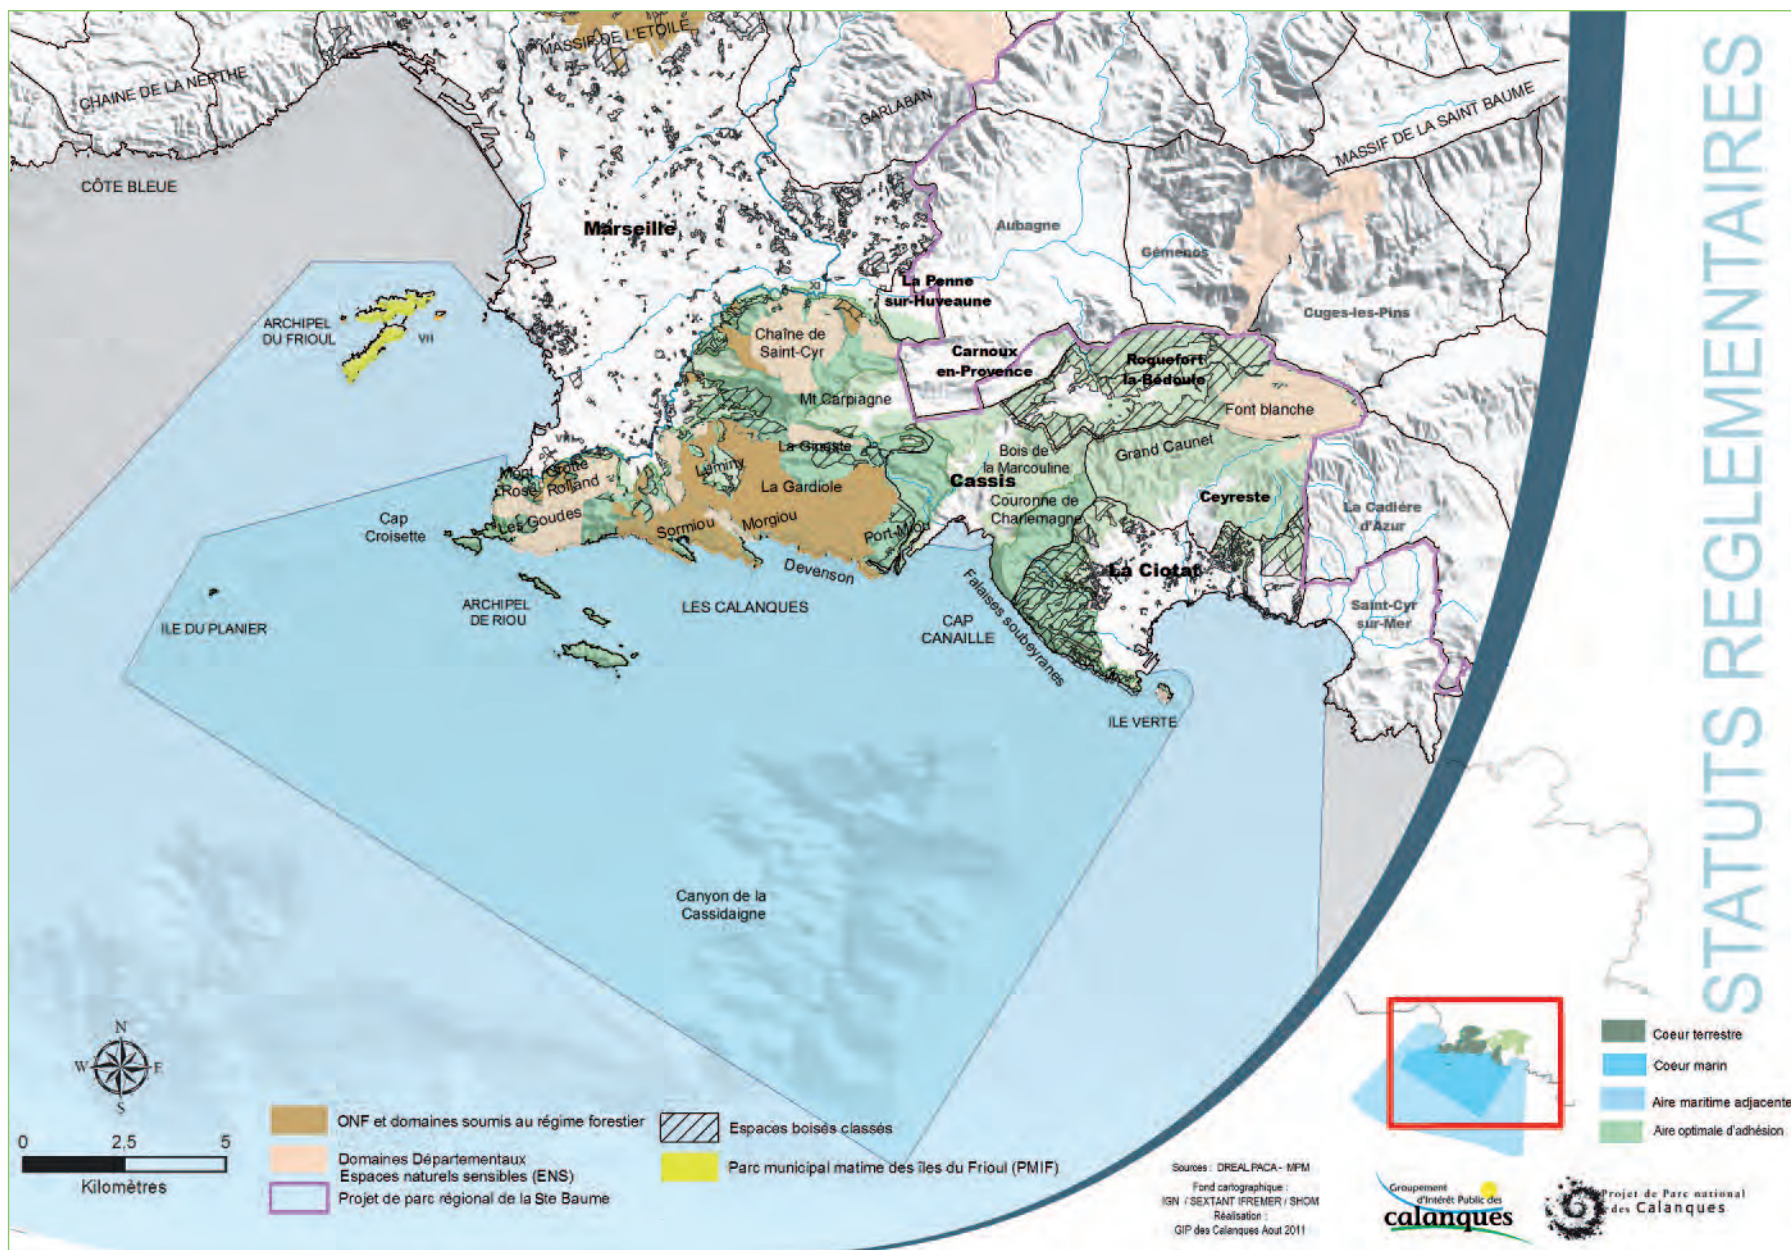 STATUTS REGLEMENTAIRES
MASSIF DE L'ETOILE
CHAINE DE LA NERTHE
GARLABAN
MASSIF DE LA SAINT BAUME
CÔTE BLEUE
Marseille
Aubagne
Gémenos
La Penne
sur-Huveaune
XI
Cuges-les-Pins
ARCHIPEL
DU FRIOUL
VII
Chaîne de
Saint-Cyr
Carnoux
en-Provence
Roquefort
la-Bédoule
Mt Carpiagne
Font blanche
La Gineste
Bois de
la Marcouline
Grand Caunet
Mont
Rose
Grotte
Rolland
Luminy
La Gardiole
Cassis
Ceyreste
Couronne de
Charlemagne
La Cadière
d'Azur
Cap
Croisette
Les Goudes
Sormiou
Morgiou
Port-Miou
Devenson
La Ciotat
ILE DU PLANIER
ARCHIPEL
DE RIOU
LES CALANQUES
CAP
CANAILLE
Falaises soubeyranes
Saint-Cyr
sur-Mer
ILE VERTE
Canyon de la
Cassidaigne
N
W
E
S
0 2,5 5
Kilomètres
ONF et domaines soumis au régime forestier
Domaines Départementaux
Espaces naturels sensibles (ENS)
Projet de parc régional de la Ste Baume
Espaces boisés classés
Parc municipal matime des îles du Frioul (PMIF)
Coeur terrestre
Coeur marin
Aire maritime adjacente
Aire optimale d'adhésion
Sources : DREAL PACA - MPM
Fond cartographique :
IGN / SEXTANT IFREMER / SHOM
Réalisation :
GIP des Calanques Aout 2011
Groupement
d'Intérêt Public des
calanques
Projet de Parc national
des Calanques